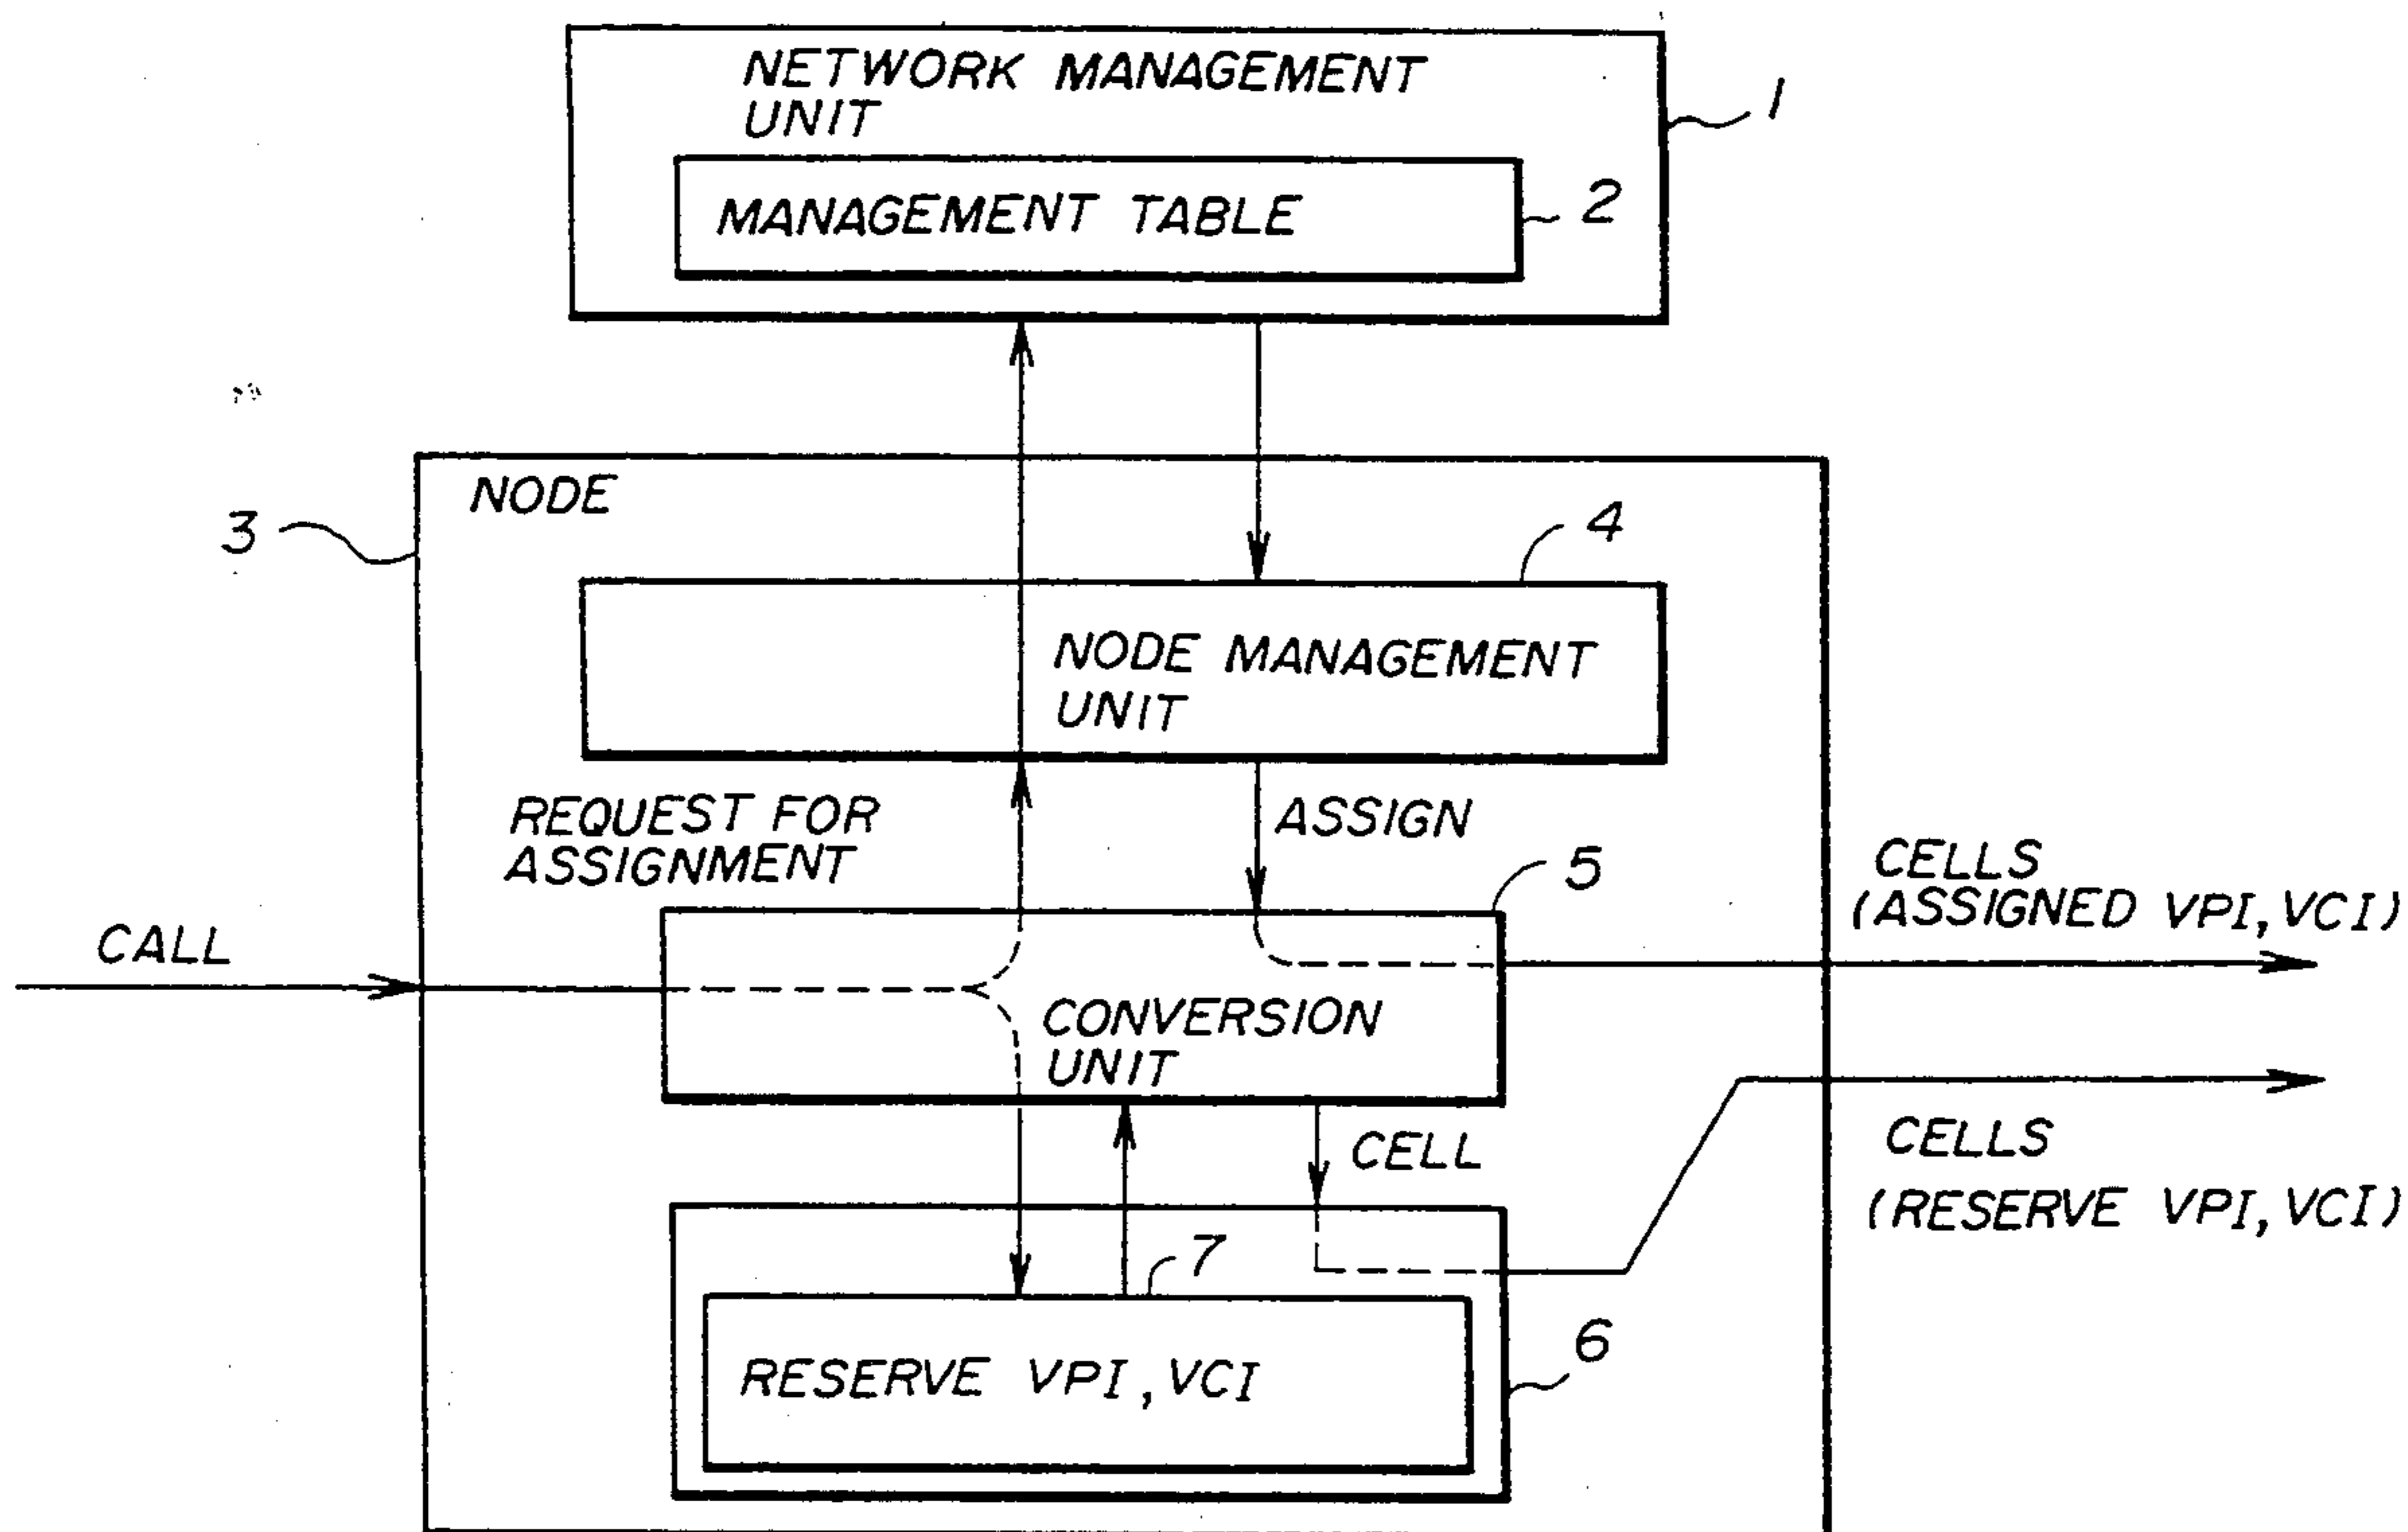 NETWORK MANAGEMENT
UNIT
1
MANAGEMENT TABLE
2
NODE
3
4
NODE MANAGEMENT
UNIT
REQUEST FOR
ASSIGNMENT
ASSIGN
5
CELLS
(ASSIGNED VPI, VCI)
CALL
CONVERSION
UNIT
CELL
CELLS
(RESERVE VPI, VCI)
7
6
RESERVE VPI, VCI